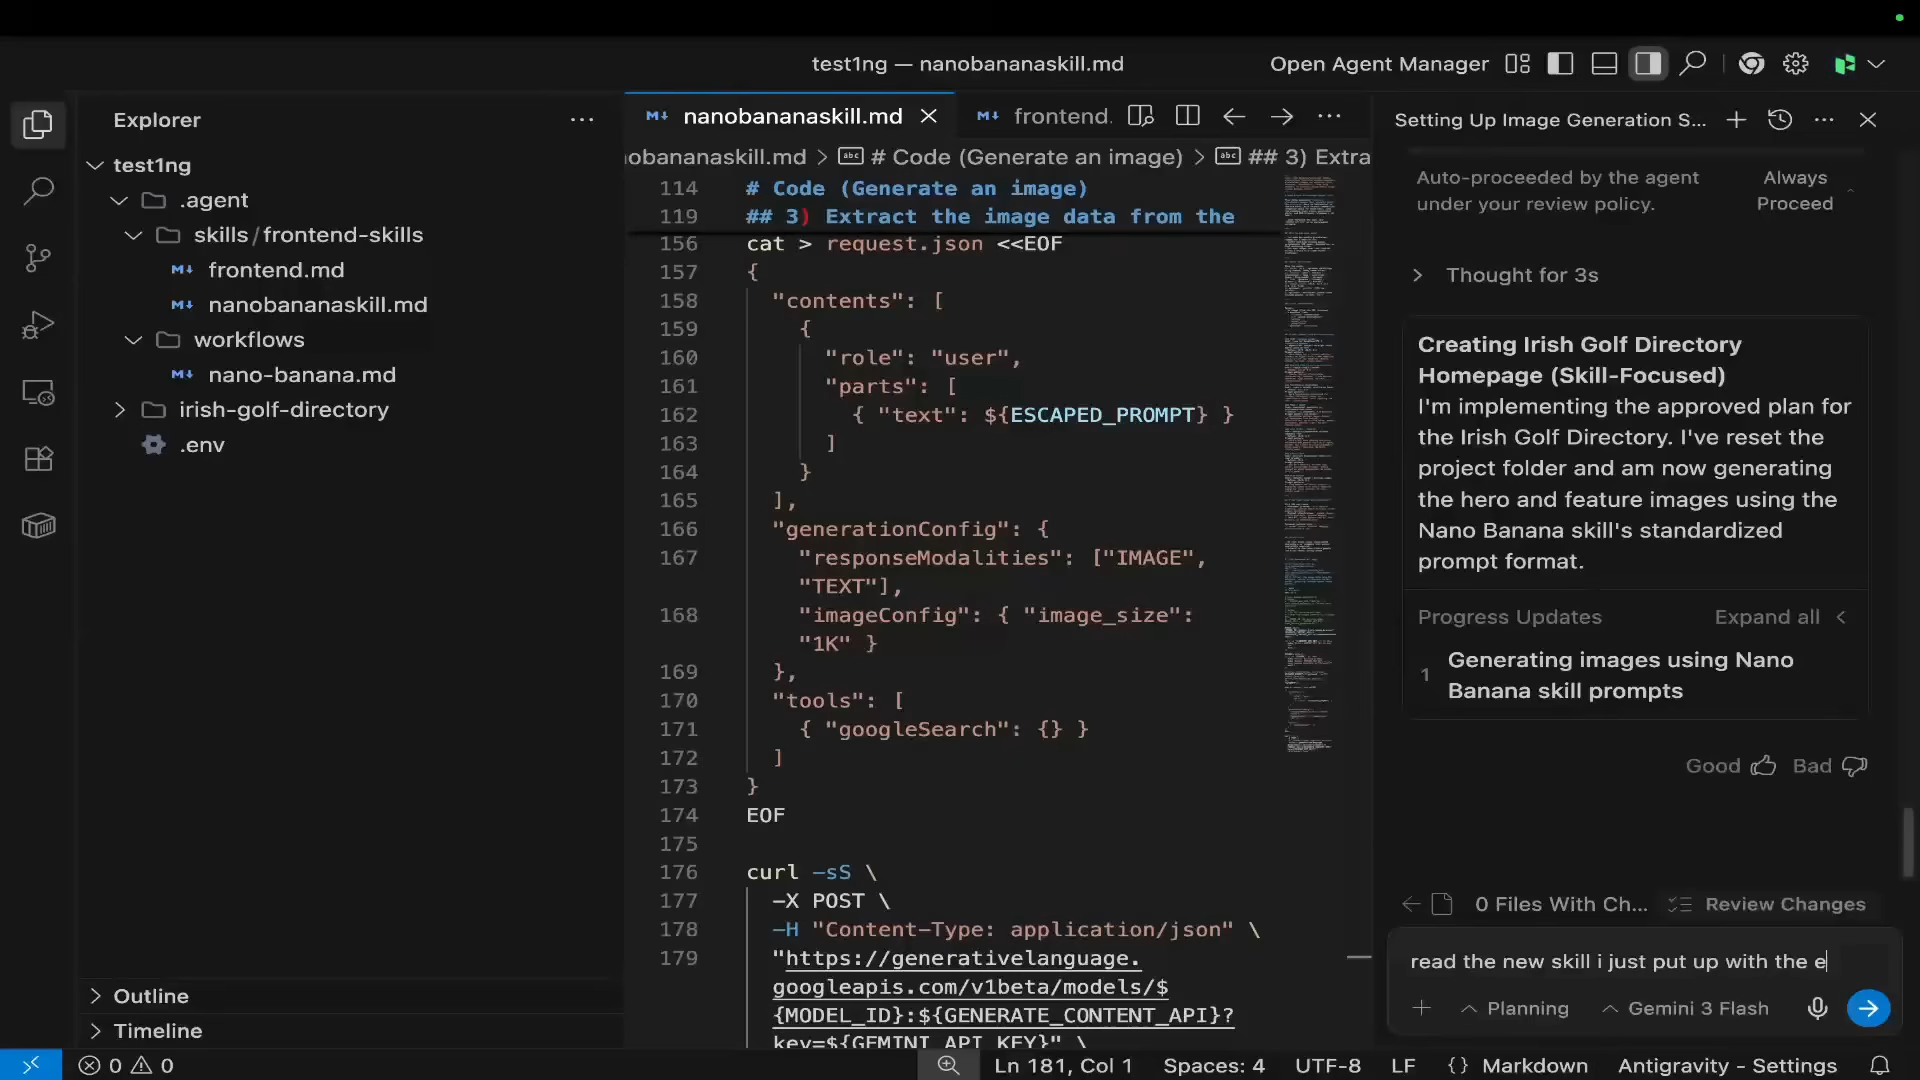 test1ng — nanobananaskill.md
Open Agent Manager
Explorer
test1ng
.agent
skills/frontend-skills
frontend.md
nanobananaskill.md
workflows
nano-banana.md
irish-golf-directory
.env
Outline
Timeline
nanobananaskill.md
frontend.
obananaskill.md > # Code (Generate an image) > ## 3) Extra
114 # Code (Generate an image)
119 ## 3) Extract the image data from the
156 cat > request.json <<EOF
157 {
158 "contents": [
159 {
160 "role": "user",
161 "parts": [
162 { "text": ${ESCAPED_PROMPT} }
163 ]
164 }
165 ],
166 "generationConfig": {
167 "responseModalities": ["IMAGE",
"TEXT"],
168 "imageConfig": { "image_size":
"1K" }
169 },
170 "tools": [
171 { "googleSearch": {} }
172 ]
173 }
174 EOF
175
176 curl -sS \
177 -X POST \
178 -H "Content-Type: application/json" \
179 "https://generativelanguage.
googleapis.com/v1beta/models/$
{MODEL_ID}:${GENERATE_CONTENT_API}?
key=${GEMINI_API_KEY}" \
Setting Up Image Generation S...
Auto-proceeded by the agent
under your review policy.
Always
Proceed
Thought for 3s
Creating Irish Golf Directory
Homepage (Skill-Focused)
I'm implementing the approved plan for
the Irish Golf Directory. I've reset the
project folder and am now generating
the hero and feature images using the
Nano Banana skill's standardized
prompt format.
Progress Updates
Expand all
1 Generating images using Nano
Banana skill prompts
Good
Bad
0 Files With Ch...
Review Changes
read the new skill i just put up with the e
Planning
Gemini 3 Flash
0 0
Ln 181, Col 1
Spaces: 4
UTF-8
LF
{} Markdown
Antigravity - Settings